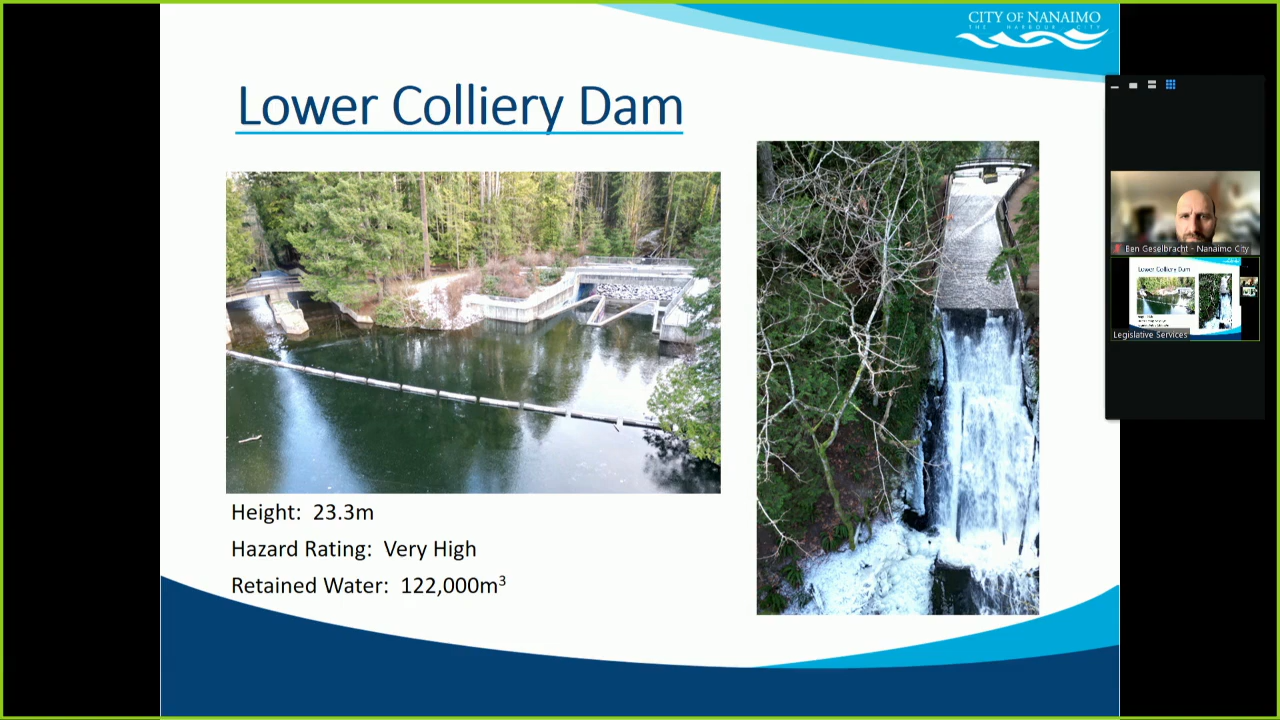 CITY OF NANAIMO
THE HARBOUR CITY
Lower Colliery Dam
Height: 23.3m
Hazard Rating: Very High
Retained Water: 122,000m³
Ben Geselbracht - Nanaimo City
Lower Colliery Dam
Legislative Services